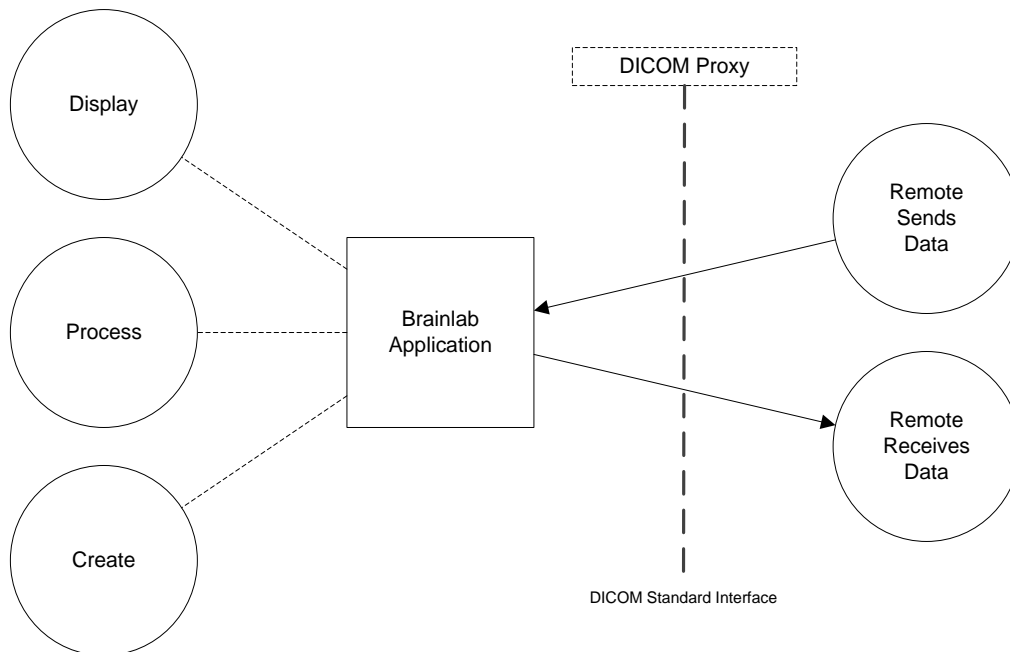 Display
DICOM Proxy
Remote
Sends
Data
Brainlab
Application
Process
Remote
Receives
Data
Create
DICOM Standard Interface